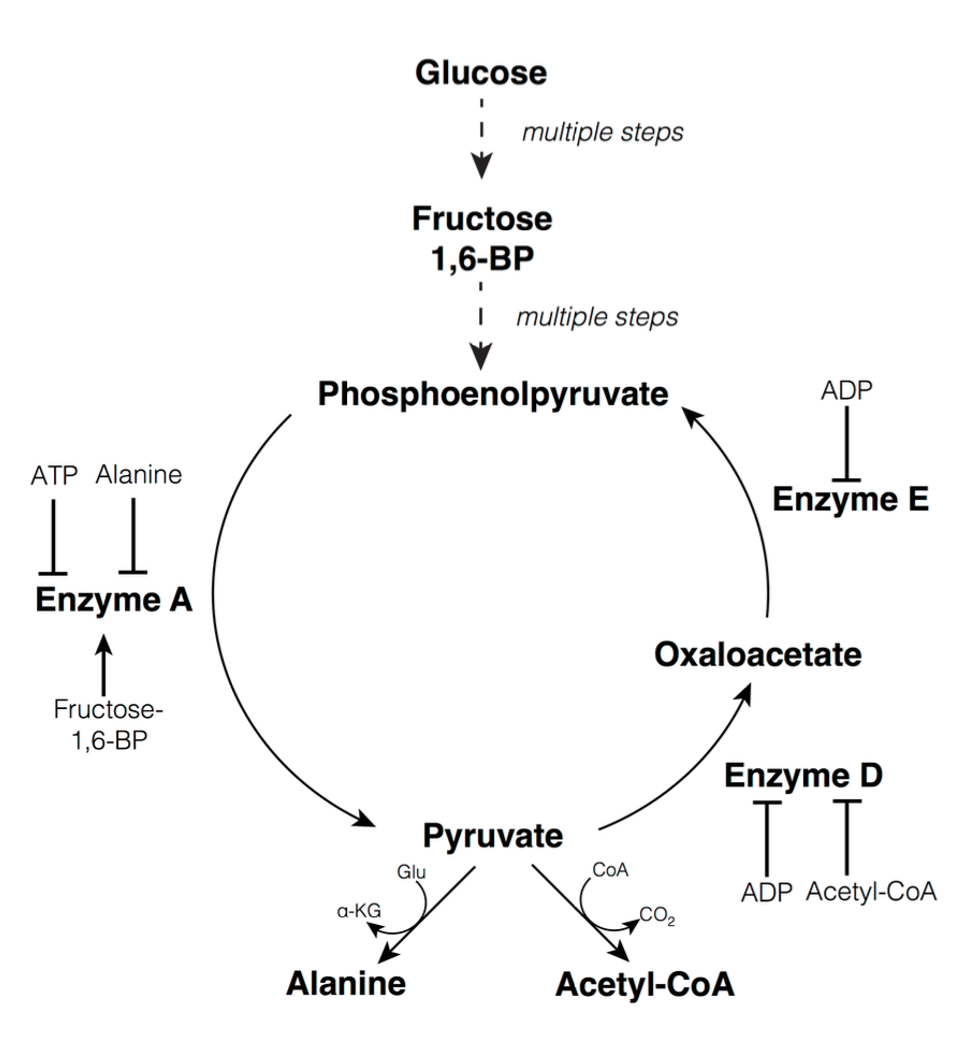 Glucose
multiple steps
Fructose
1,6-BP
multiple steps
Phosphoenolpyruvate
ADP
Enzyme E
ATP Alanine
Enzyme A
Fructose-
1,6-BP
Oxaloacetate
Enzyme D
ADP Acetyl-CoA
Pyruvate
Glu
α-KG
CoA
CO₂
Alanine
Acetyl-CoA